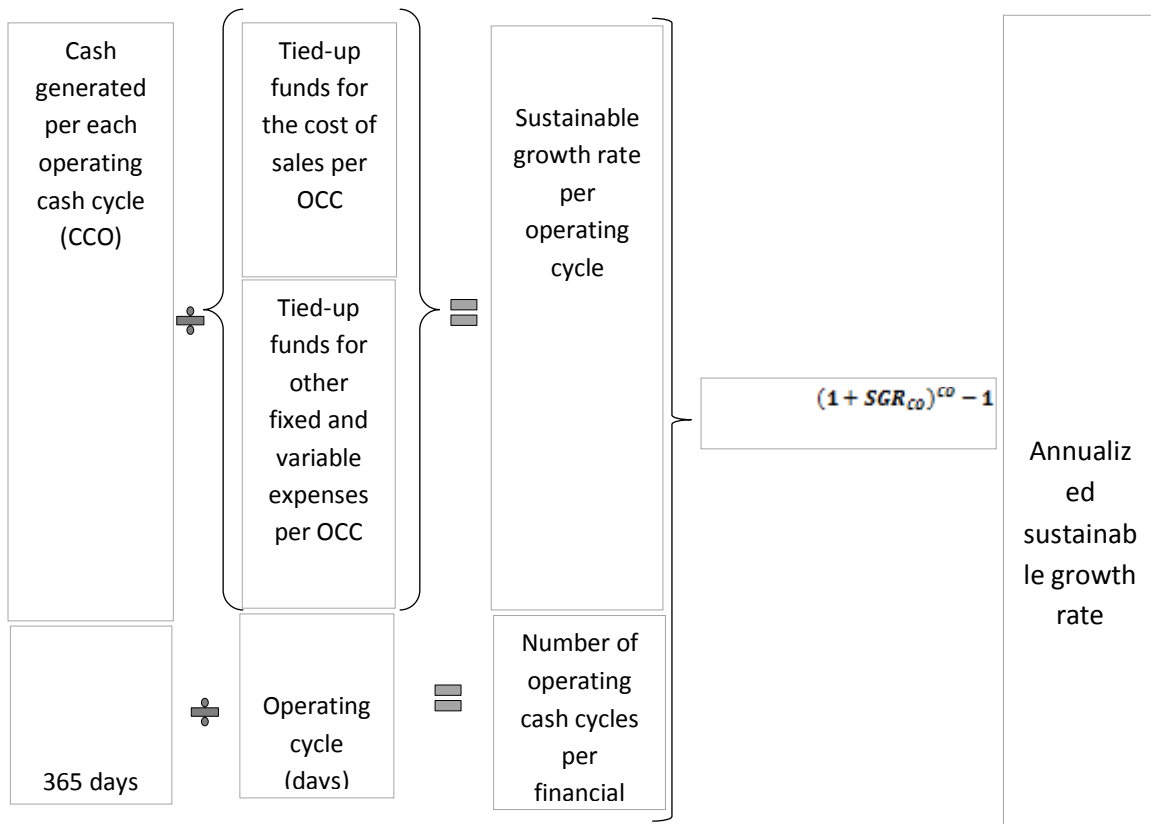 Cash
generated
per each
operating
cash cycle
(CCO)
Tied-up
funds for
the cost of
sales per
OCC
Tied-up
funds for
other
fixed and
variable
expenses
per OCC
Sustainable
growth rate
per
operating
cycle
365 days
Operating
cycle
(days)
Number of
operating
cash cycles
per
financial
(1 + SGR_CO)^CO − 1
Annualiz
ed
sustainab
le growth
rate